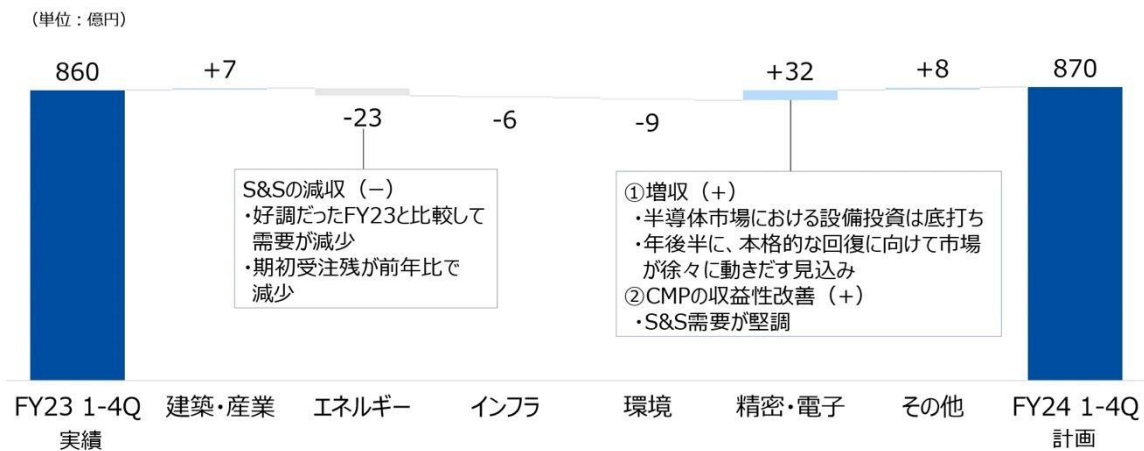 （単位：億円）
860
+7
-23
-6
-9
+32
+8
870
S&Sの減収（－）
・好調だったFY23と比較して
需要が減少
・期初受注残が前年比で
減少
①増収（+）
・半導体市場における設備投資は底打ち
・年後半に、本格的な回復に向けて市場
が徐々に動きだす見込み
②CMPの収益性改善（+）
・S&S需要が堅調
FY23 1-4Q
実績
建築・産業
エネルギー
インフラ
環境
精密・電子
その他
FY24 1-4Q
計画